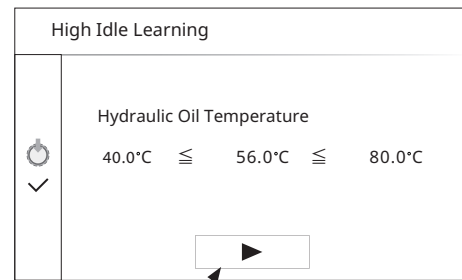 High Idle Learning
Hydraulic Oil Temperature
40.0°C ≦ 56.0°C ≦ 80.0°C